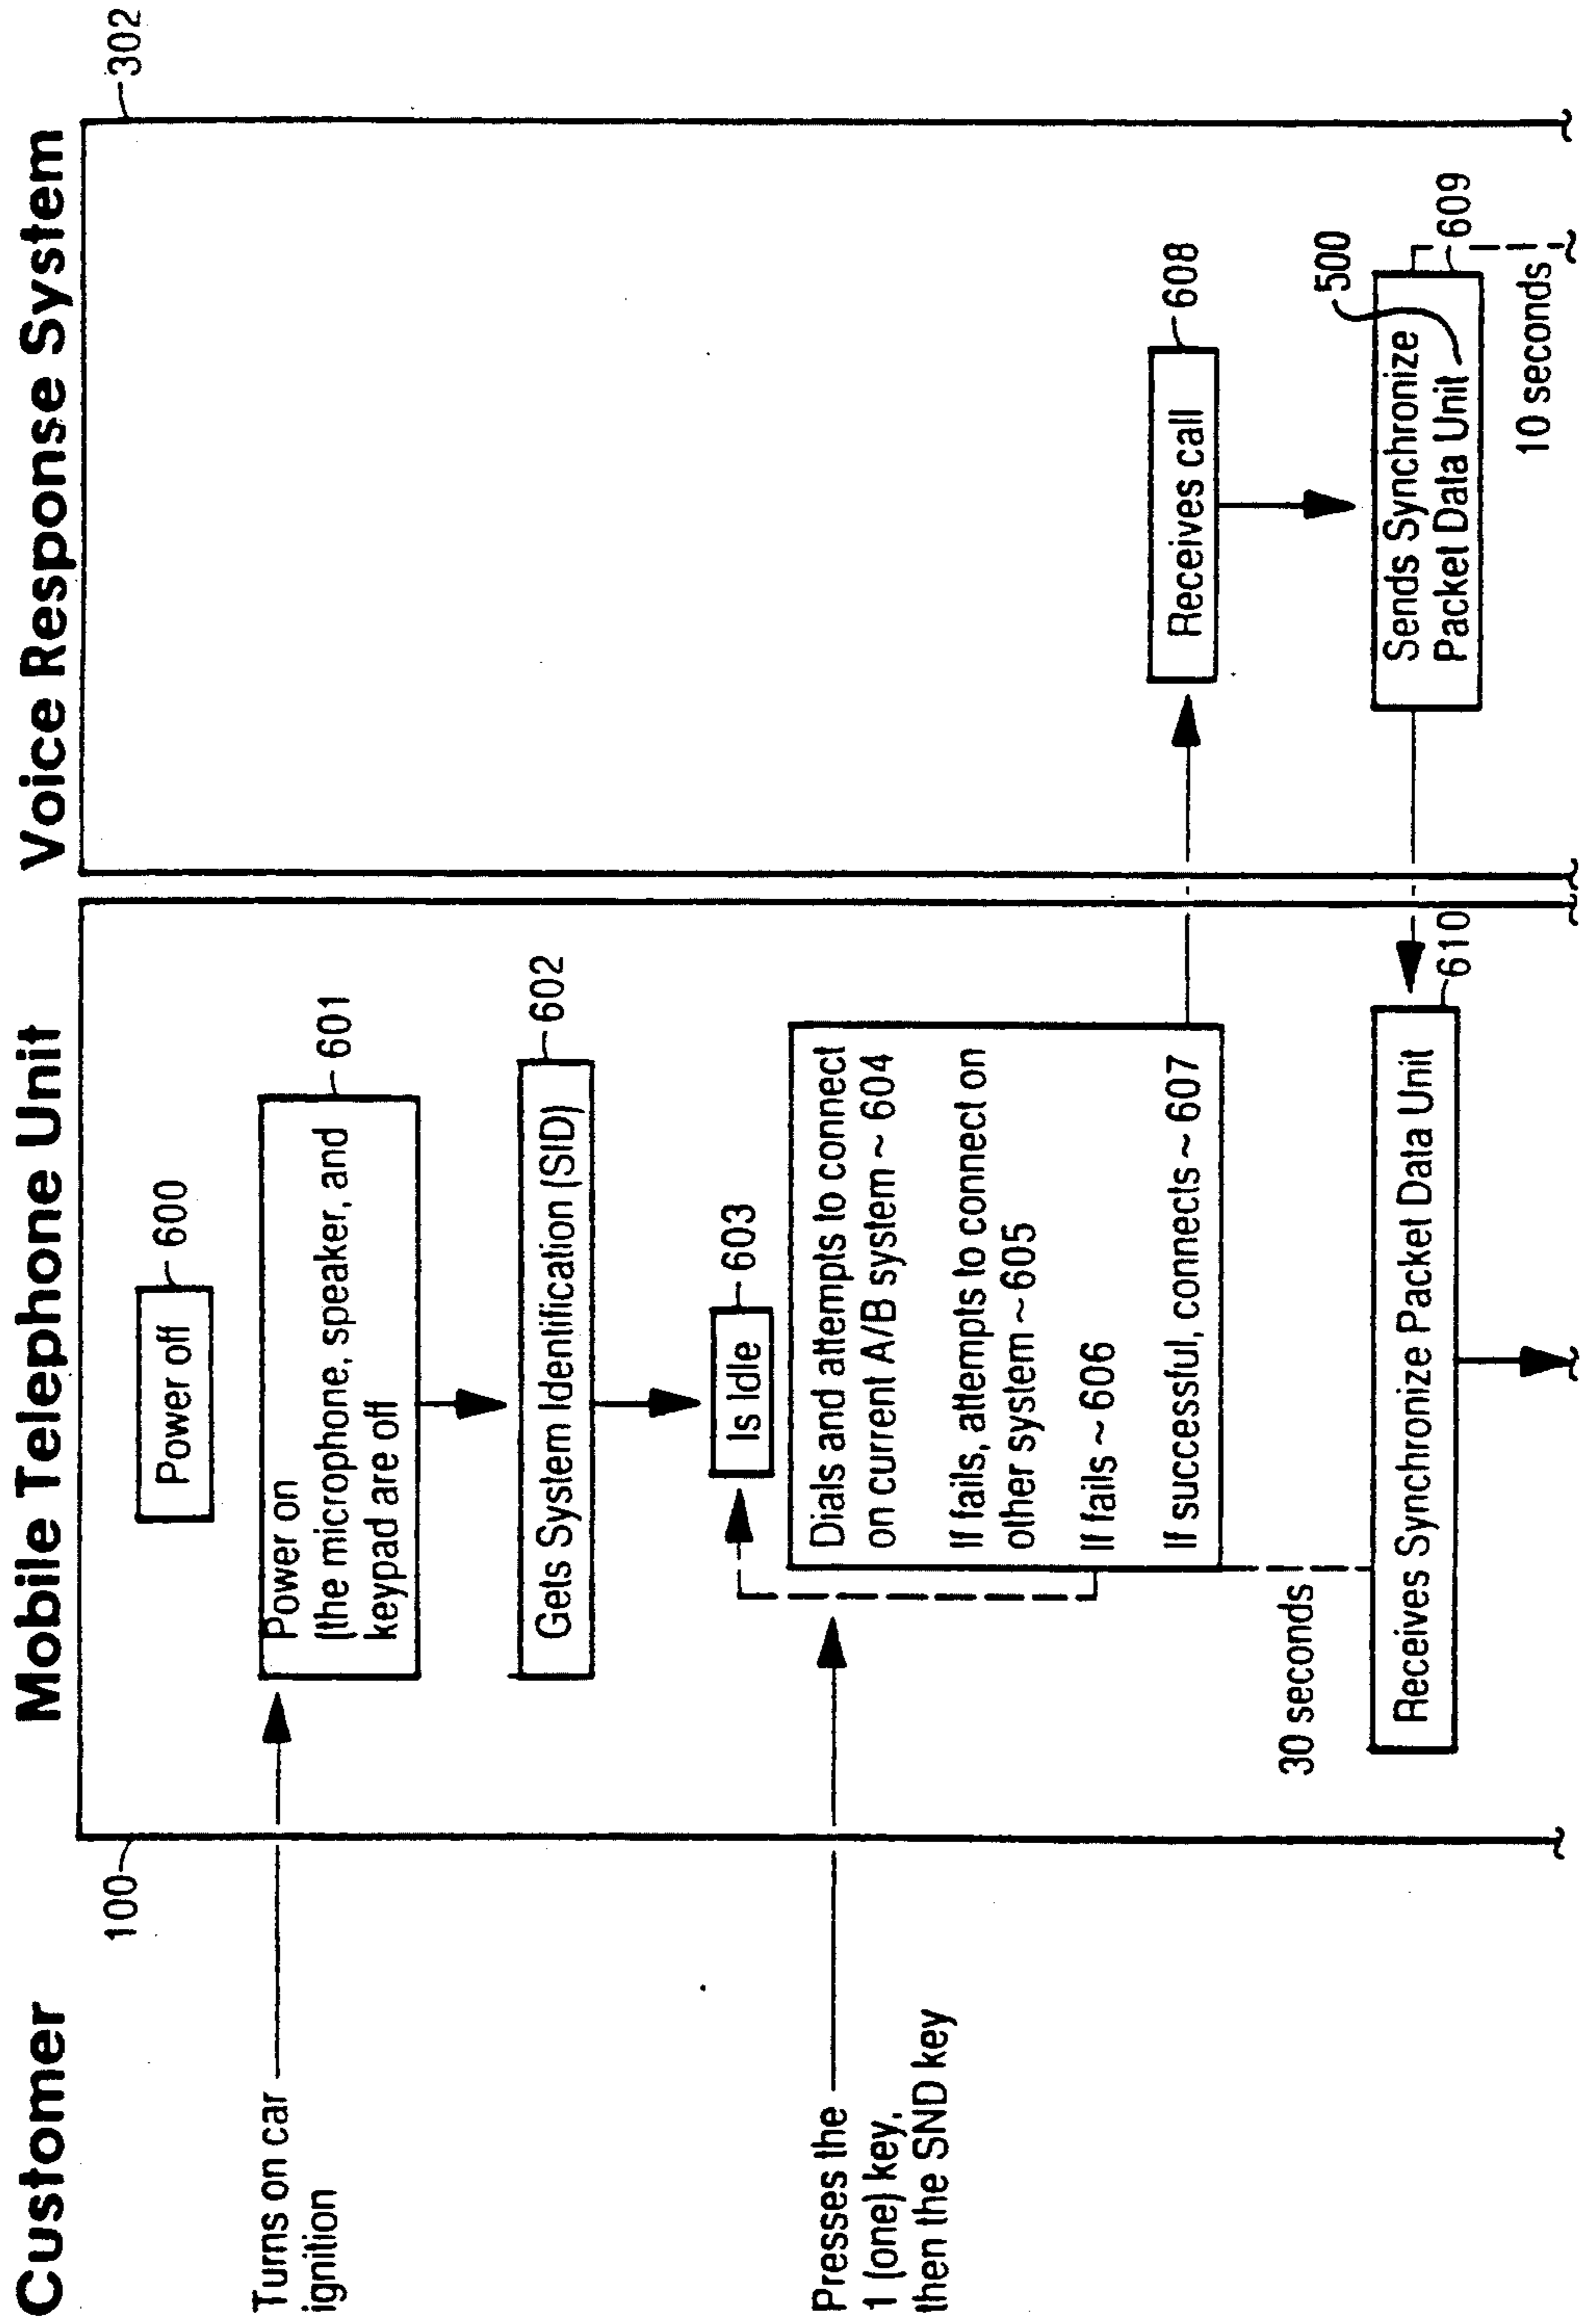 Customer
Mobile Telephone Unit
Voice Response System
100
302
Power off
600
Turns on car
ignition
Power on
(the microphone, speaker, and
keypad are off
601
Gets System Identification (SID)
602
Is Idle
603
Presses the
1 (one) key,
then the SND key
Dials and attempts to connect
on current A/B system ~ 604
If fails, attempts to connect on
other system ~ 605
If fails ~ 606
If successful, connects ~ 607
Receives call
608
30 seconds
500
Sends Synchronize
Packet Data Unit
609
10 seconds
Receives Synchronize Packet Data Unit
610